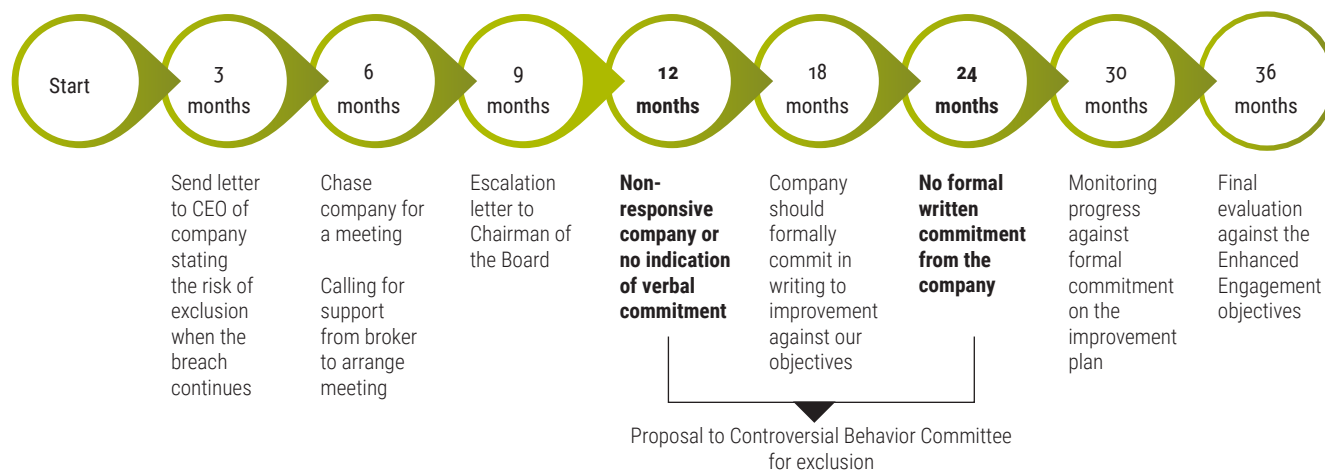 Start
3
months
6
months
9
months
12
months
18
months
24
months
30
months
36
months
Send letter
to CEO of
company
stating
the risk of
exclusion
when the
breach
continues
Chase
company for
a meeting
Calling for
support
from broker
to arrange
meeting
Escalation
letter to
Chairman of
the Board
Non-
responsive
company or
no indication
of verbal
commitment
Company
should
formally
commit in
writing to
improvement
against our
objectives
No formal
written
commitment
from the
company
Monitoring
progress
against
formal
commitment
on the
improvement
plan
Final
evaluation
against the
Enhanced
Engagement
objectives
Proposal to Controversial Behavior Committee
for exclusion